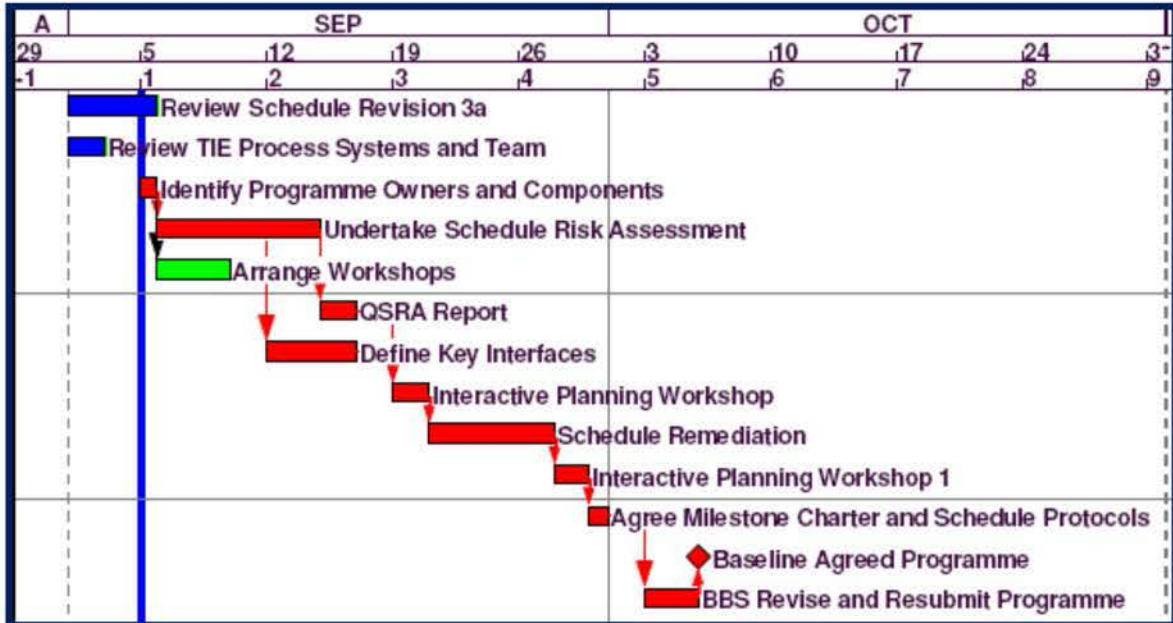 A SEP OCT
29 5 12 19 26 3 10 17 24 3
-1 1 2 3 4 5 6 7 8 9
Review Schedule Revision 3a
Review TIE Process Systems and Team
Identify Programme Owners and Components
Undertake Schedule Risk Assessment
Arrange Workshops
QSRA Report
Define Key Interfaces
Interactive Planning Workshop
Schedule Remediation
Interactive Planning Workshop 1
Agree Milestone Charter and Schedule Protocols
Baseline Agreed Programme
BBS Revise and Resubmit Programme